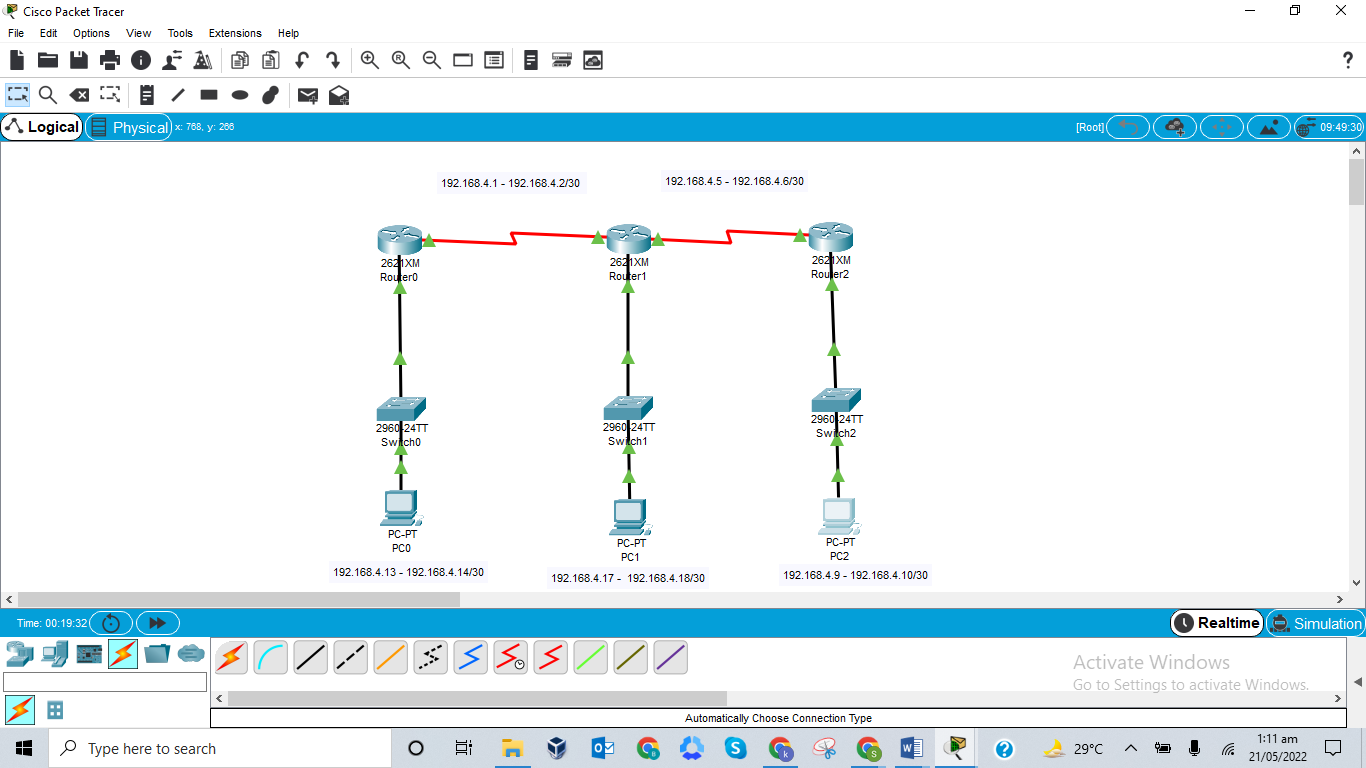 Cisco Packet Tracer
File Edit Options View Tools Extensions Help
?
Logical Physical x: 768, y: 266 [Root] 09:49:30
192.168.4.1 - 192.168.4.2/30 192.168.4.5 - 192.168.4.6/30
2621XM 2621XM 2621XM
Router0 Router1 Router2
2960-24TT 2960-24TT 2960-24TT
Switch0 Switch1 Switch2
PC-PT PC-PT PC-PT
PC0 PC1 PC2
192.168.4.13 - 192.168.4.14/30 192.168.4.17 -  192.168.4.18/30 192.168.4.9 - 192.168.4.10/30
Time: 00:19:32 Realtime Simulation
Activate Windows
Go to Settings to activate Windows.
Automatically Choose Connection Type
Type here to search 29°C 1:11 am
21/05/2022